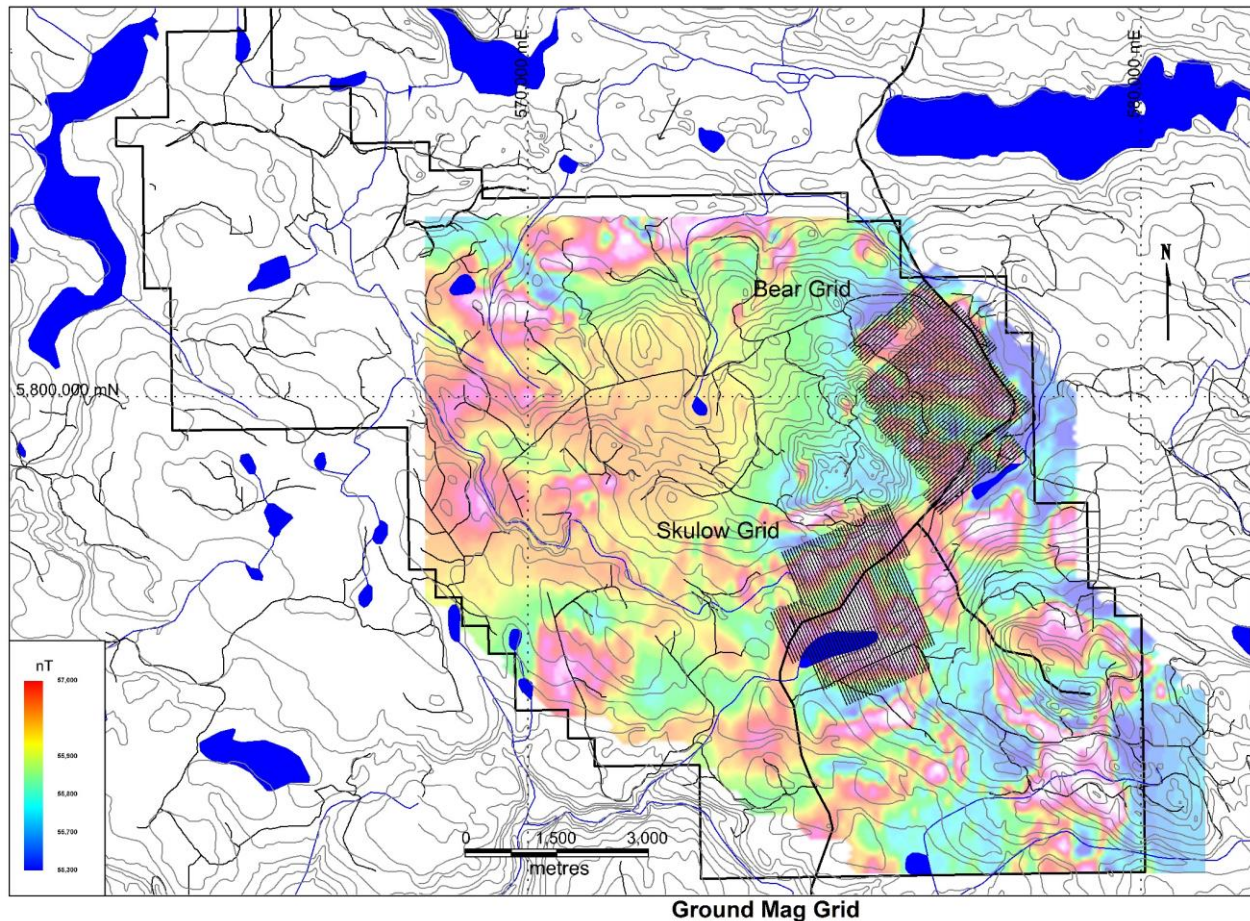 570,000 mE
580,000 mE
N
Bear Grid
5,800,000 mN
Skulow Grid
nT
57,000
55,900
55,800
55,700
55,200
0 1,500 3,000
metres
Ground Mag Grid